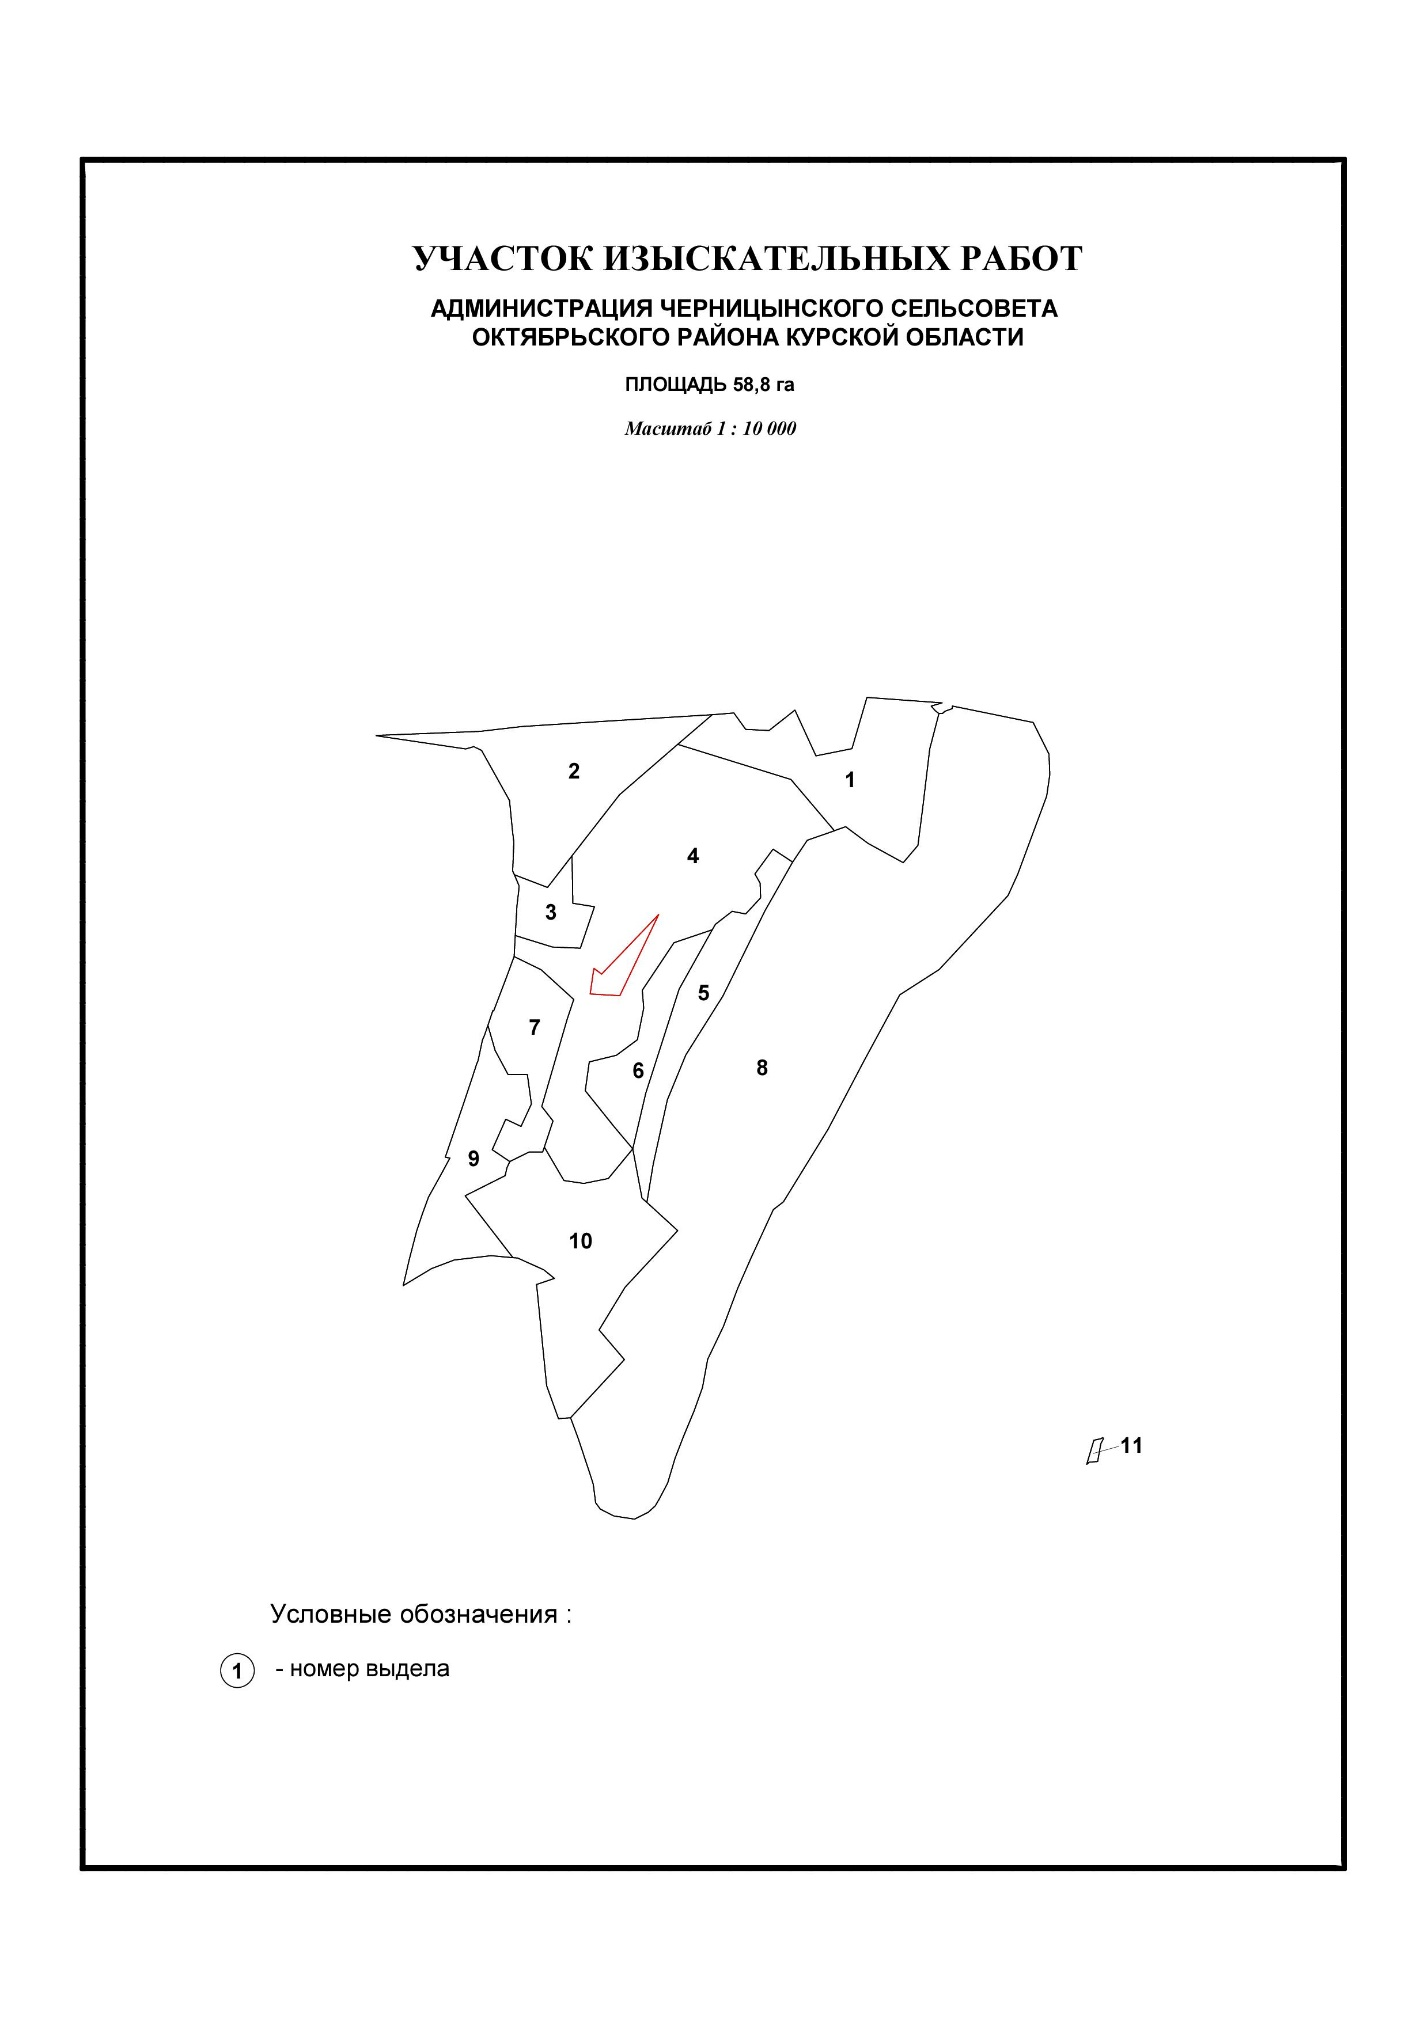 УЧАСТОК ИЗЫСКАТЕЛЬНЫХ РАБОТ
АДМИНИСТРАЦИЯ ЧЕРНИЦЫНСКОГО СЕЛЬСОВЕТА
ОКТЯБРЬСКОГО РАЙОНА КУРСКОЙ ОБЛАСТИ
ПЛОЩАДЬ 58,8 га
Масштаб 1 : 10 000
2
1
4
3
5
7
6
8
9
10
11
Условные обозначения :
1 - номер выдела